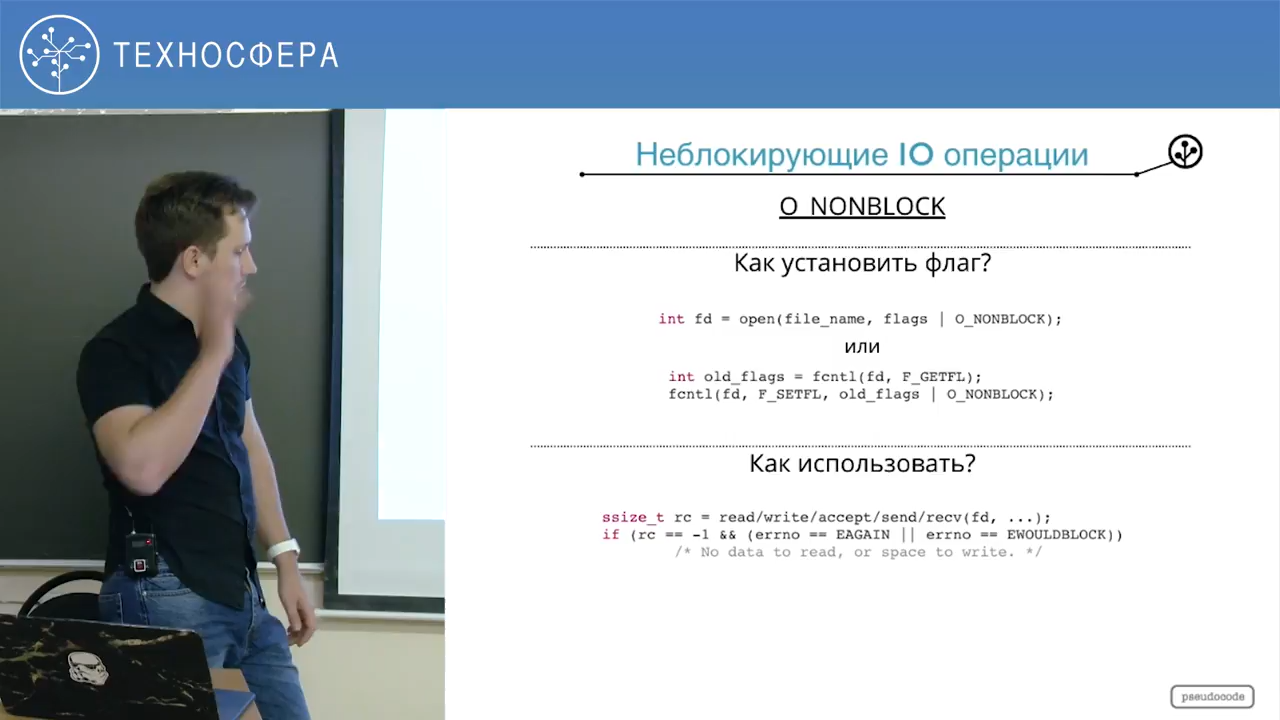 ТЕХНОСФЕРА
Неблокирующие IO операции
O_NONBLOCK
Как установить флаг?
int fd = open(file_name, flags | O_NONBLOCK);
или
int old_flags = fcntl(fd, F_GETFL);
fcntl(fd, F_SETFL, old_flags | O_NONBLOCK);
Как использовать?
ssize_t rc = read/write/accept/send/recv(fd, ...);
if (rc == -1 && (errno == EAGAIN || errno == EWOULDBLOCK))
/* No data to read, or space to write. */
pseudocode